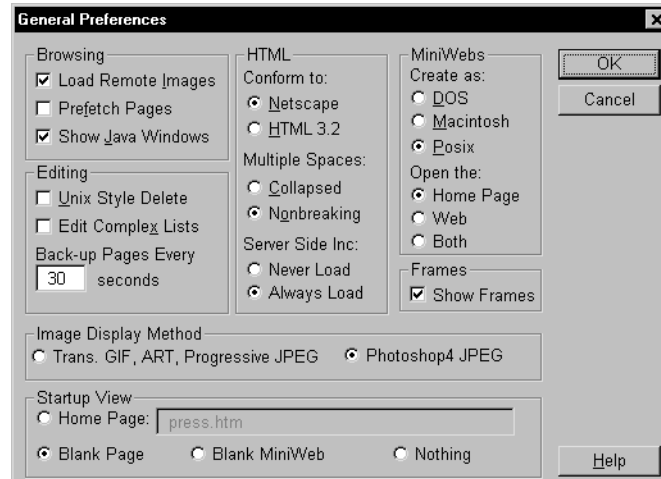 General Preferences
Browsing
Load Remote Images
Prefetch Pages
Show Java Windows
Editing
Unix Style Delete
Edit Complex Lists
Back-up Pages Every
30 seconds
HTML
Conform to:
Netscape
HTML 3.2
Multiple Spaces:
Collapsed
Nonbreaking
Server Side Inc:
Never Load
Always Load
MiniWebs
Create as:
DOS
Macintosh
Posix
Open the:
Home Page
Web
Both
Frames
Show Frames
OK
Cancel
Image Display Method
Trans. GIF, ART, Progressive JPEG Photoshop4 JPEG
Startup View
Home Page: press.htm
Blank Page Blank MiniWeb Nothing
Help